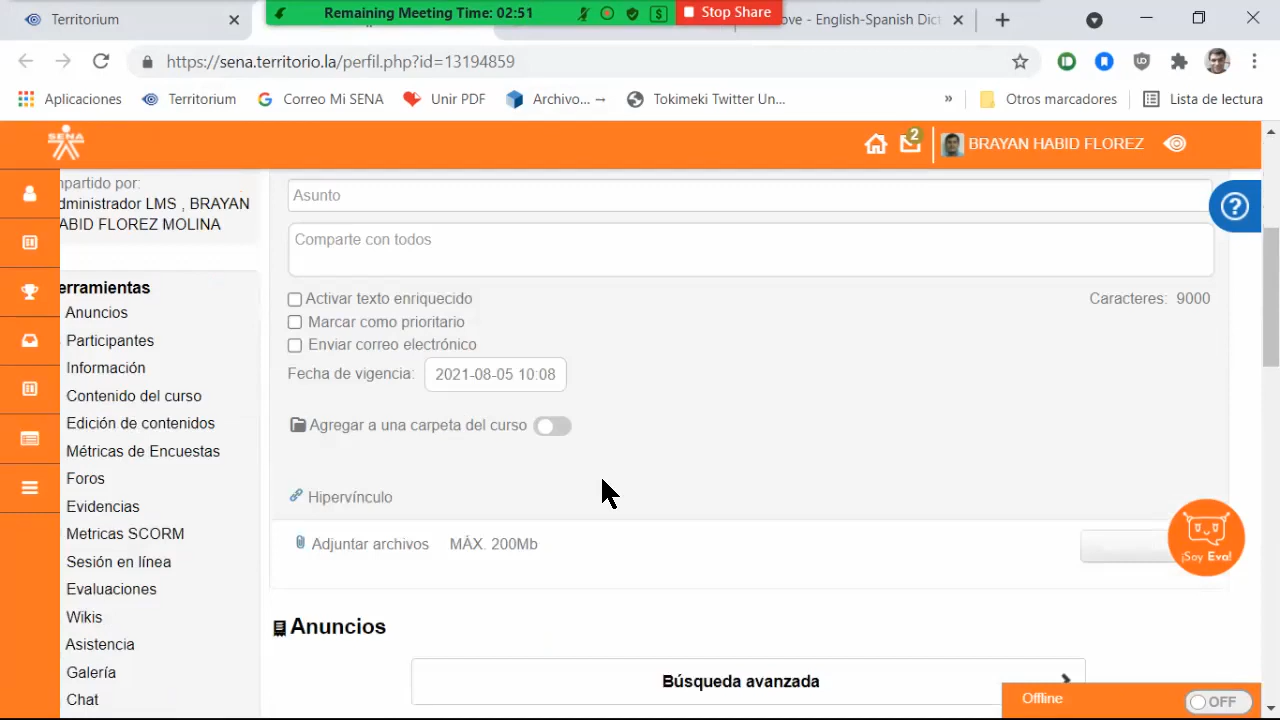 Territorium
Remaining Meeting Time: 02:51
Stop Share
ove - English-Spanish Dict
https://sena.territorio.la/perfil.php?id=13194859
Aplicaciones
Territorium
Correo Mi SENA
Unir PDF
Archivo... →
Tokimeki Twitter Un...
»
Otros marcadores
Lista de lectura
SENA
2
BRAYAN HABID FLOREZ
mpartido por:
dministrador LMS , BRAYAN
ABID FLOREZ MOLINA
Asunto
Comparte con todos
Activar texto enriquecido
Caracteres: 9000
Marcar como prioritario
Enviar correo electrónico
Fecha de vigencia: 2021-08-05 10:08
Agregar a una carpeta del curso
Hipervínculo
Adjuntar archivos MÁX. 200Mb
¡Soy Eva!
erramientas
Anuncios
Participantes
Información
Contenido del curso
Edición de contenidos
Métricas de Encuestas
Foros
Evidencias
Metricas SCORM
Sesión en línea
Evaluaciones
Wikis
Asistencia
Galería
Chat
Anuncios
Búsqueda avanzada
Offline
OFF